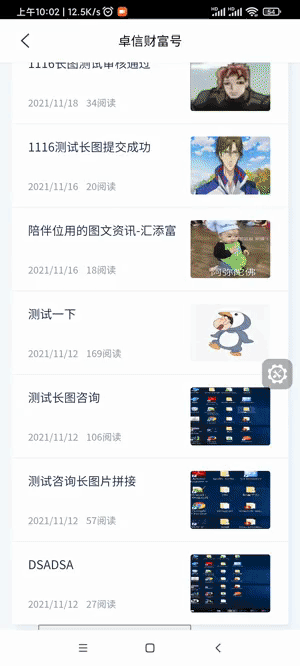 上午10:02 | 12.5K/s
HD HD 54
卓信财富号
1116长图测试审核通过
2021/11/18 34阅读
1116测试长图提交成功
2021/11/16 20阅读
陪伴位用的图文资讯-汇添富
2021/11/16 18阅读
阿弥陀佛
测试一下
2021/11/12 169阅读
测试长图咨询
2021/11/12 106阅读
测试咨询长图片拼接
2021/11/12 57阅读
DSADSA
2021/11/12 27阅读